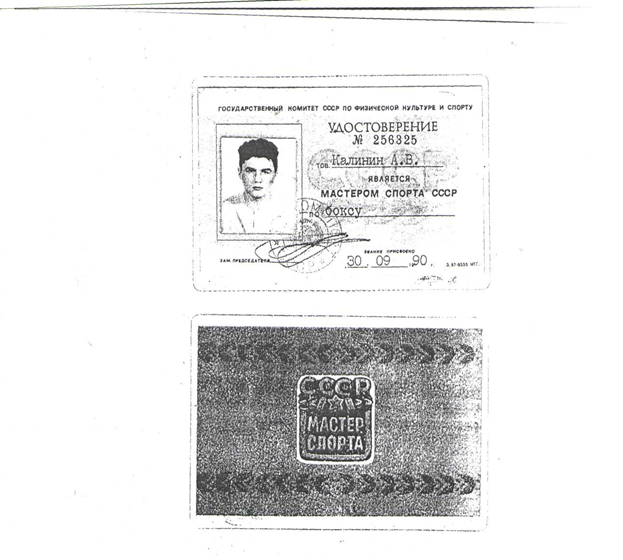 ГОСУДАРСТВЕННЫЙ КОМИТЕТ СССР ПО ФИЗИЧЕСКОЙ КУЛЬТУРЕ И СПОРТУ
УДОСТОВЕРЕНИЕ
№ 256325
тов. Калинин А.В.
ЯВЛЯЕТСЯ
МАСТЕРОМ СПОРТА СССР
по боксу
ЗВАНИЕ ПРИСВОЕНО
ЗАМ. ПРЕДСЕДАТЕЛЯ
30. 09 90 г.
СССР
МАСТЕР
СПОРТА